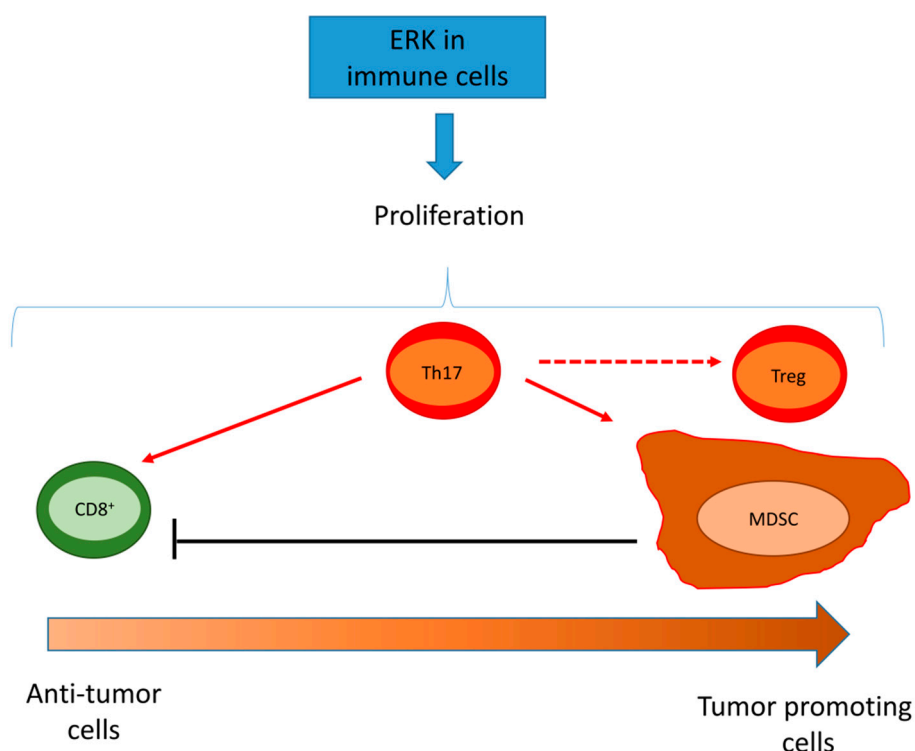 ERK in
immune cells
Proliferation
Th17
Treg
CD8⁺
MDSC
Anti-tumor
cells
Tumor promoting
cells